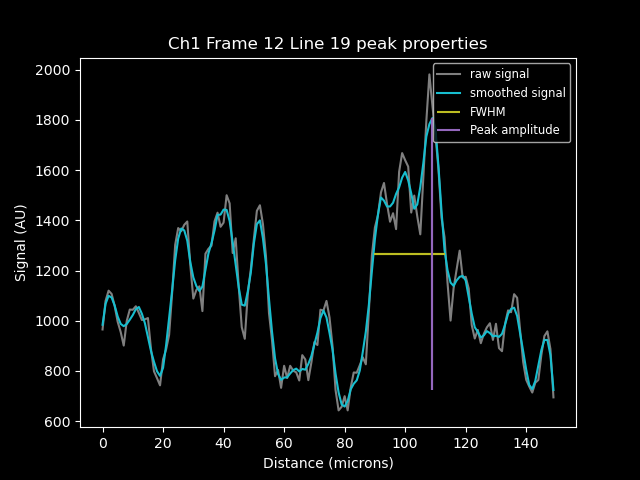 Ch1 Frame 12 Line 19 peak properties
raw signal
smoothed signal
FWHM
Peak amplitude
Signal (AU)
2000
1800
1600
1400
1200
1000
800
600
0 20 40 60 80 100 120 140
Distance (microns)